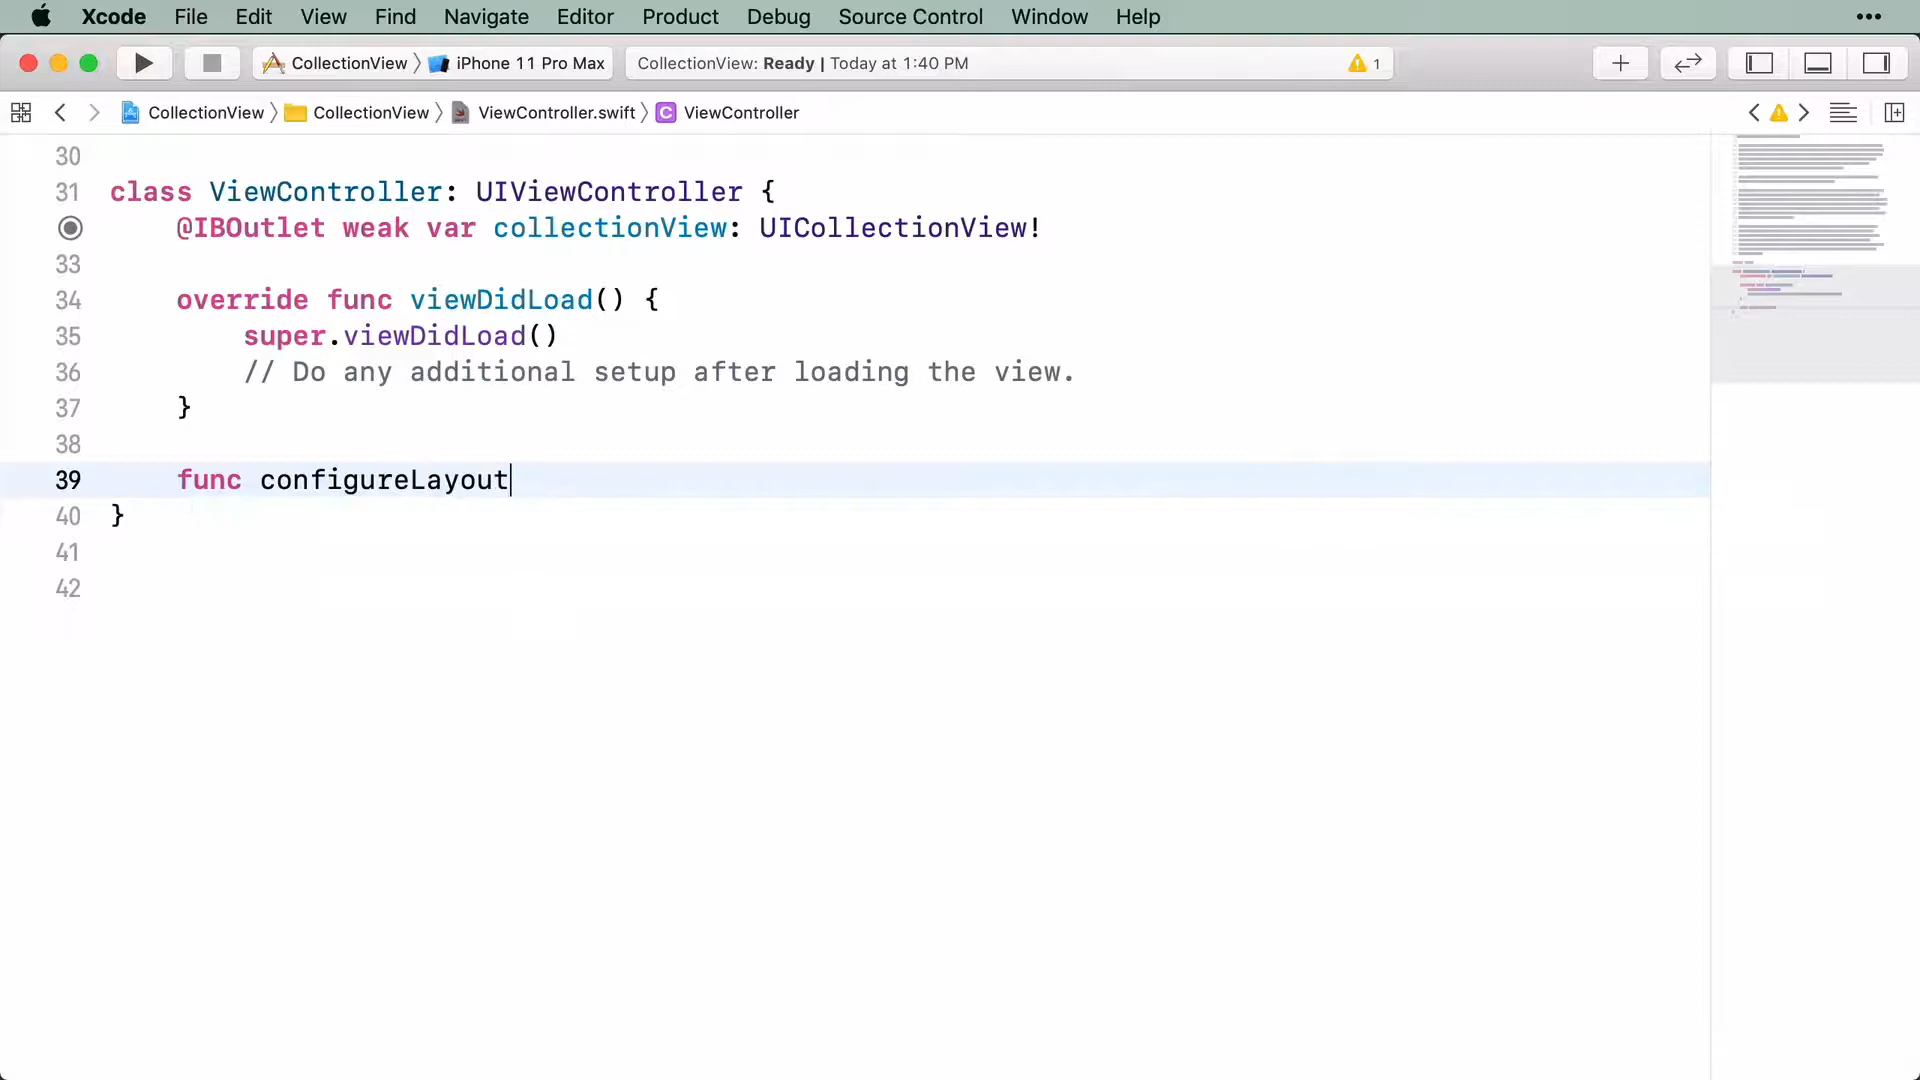 Xcode File Edit View Find Navigate Editor Product Debug Source Control Window Help
CollectionView iPhone 11 Pro Max CollectionView: Ready | Today at 1:40 PM 1
CollectionView CollectionView ViewController.swift C ViewController
30
31 class ViewController: UIViewController {
@IBOutlet weak var collectionView: UICollectionView!
33
34 override func viewDidLoad() {
35 super.viewDidLoad()
36 // Do any additional setup after loading the view.
37 }
38
39 func configureLayout
40 }
41
42